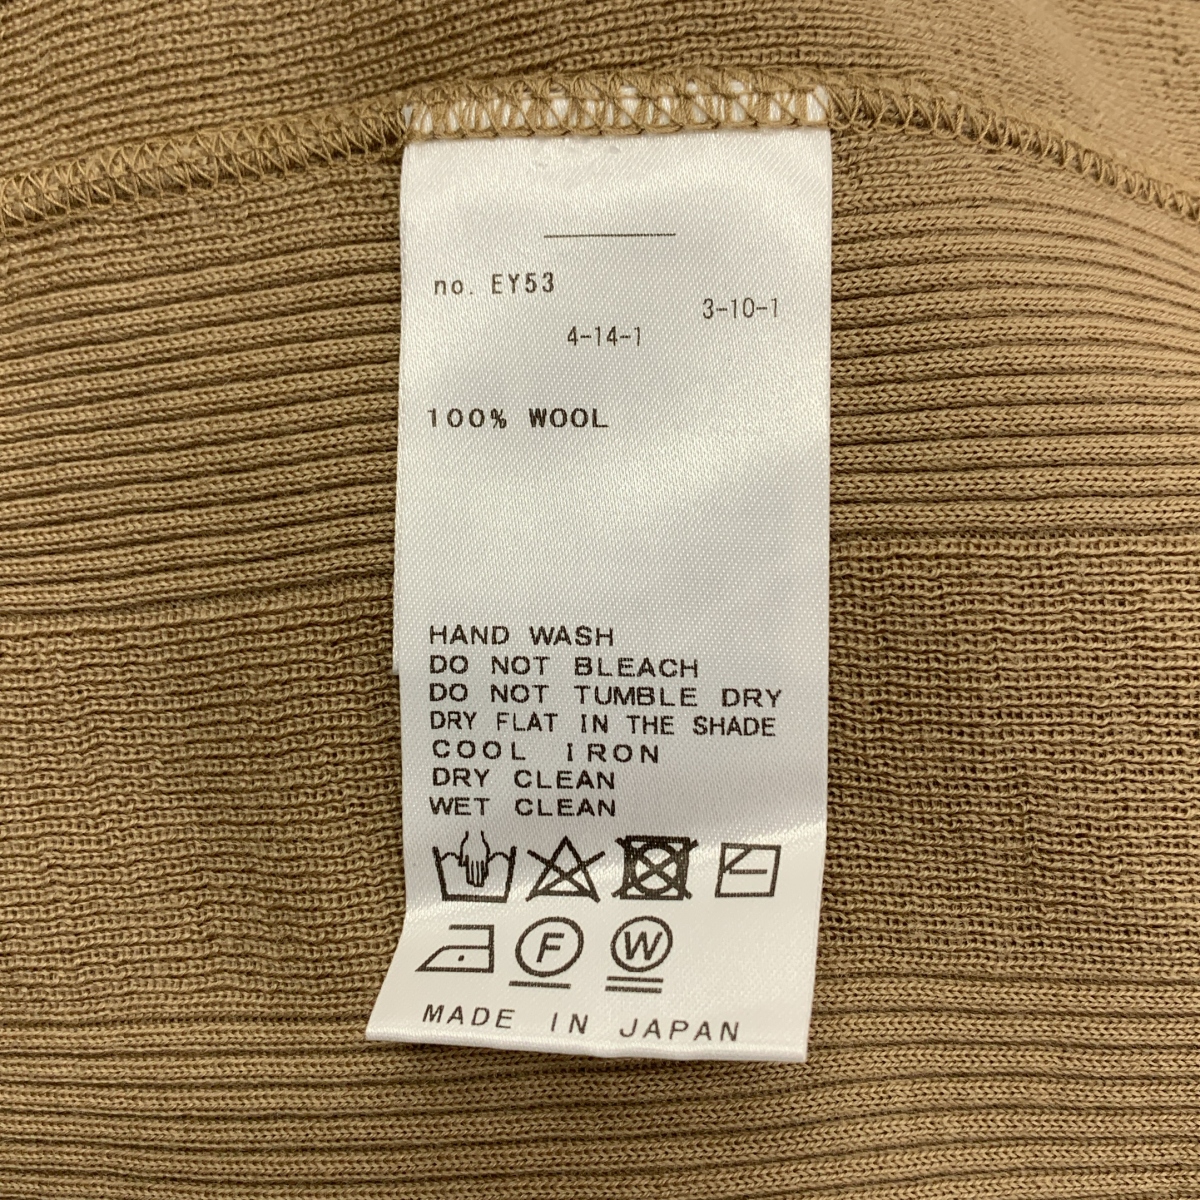 no. EY53
3-10-1
4-14-1
100% WOOL
HAND WASH
DO NOT BLEACH
DO NOT TUMBLE DRY
DRY FLAT IN THE SHADE
COOL IRON
DRY CLEAN
WET CLEAN
F W
MADE IN JAPAN